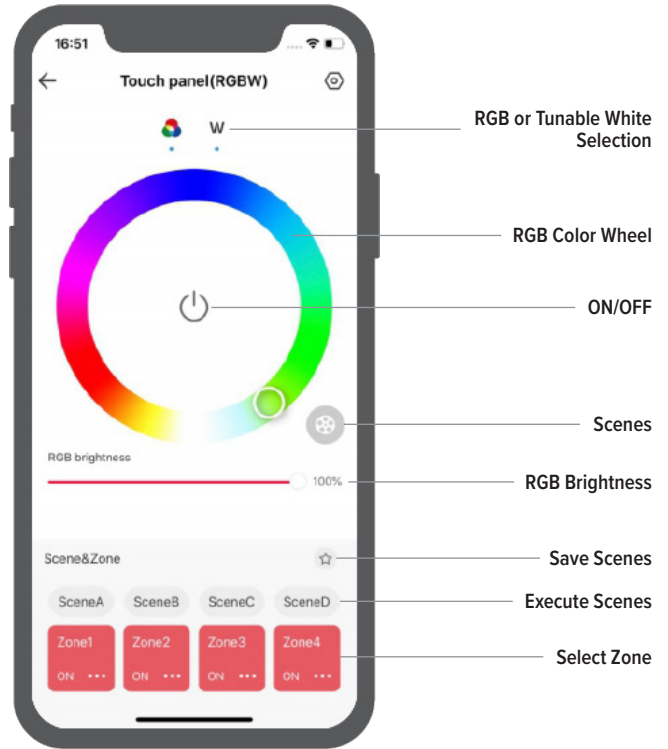 16:51
Touch panel(RGBW)
W
RGB or Tunable White
Selection
RGB Color Wheel
ON/OFF
Scenes
RGB brightness
100%
RGB Brightness
Scene&Zone
Save Scenes
SceneA SceneB SceneC SceneD
Execute Scenes
Zone1 Zone2 Zone3 Zone4
ON ON ON ON
Select Zone